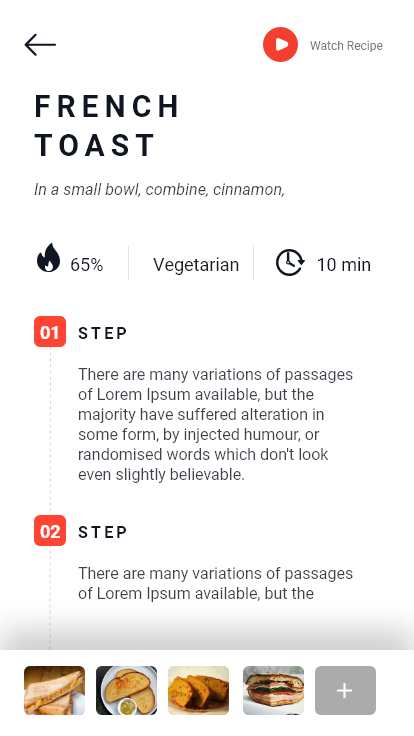 Watch Recipe
FRENCH
TOAST
In a small bowl, combine, cinnamon,
65%
Vegetarian
10 min
01
STEP
There are many variations of passages
of Lorem Ipsum available, but the
majority have suffered alteration in
some form, by injected humour, or
randomised words which don't look
even slightly believable.
02
STEP
There are many variations of passages
of Lorem Ipsum available, but the
+